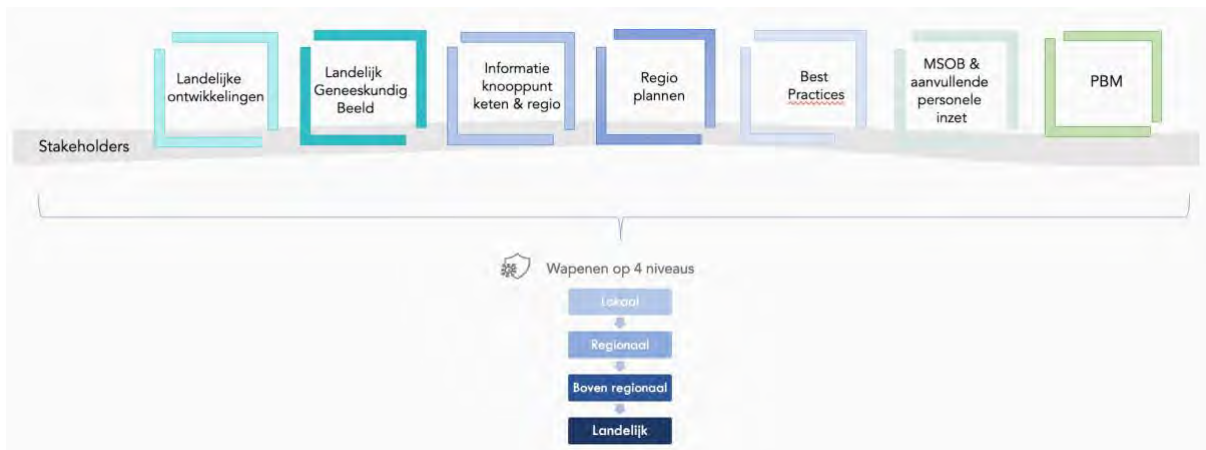 Landelijke
ontwikkelingen
Landelijk
Geneeskundig
Beeld
Informatie
knooppunt
keten & regio
Regio
plannen
Best
Practices
MSOB &
aanvullende
personele
inzet
PBM
Stakeholders
Wapenen op 4 niveaus
Lokaal
Regionaal
Boven regionaal
Landelijk